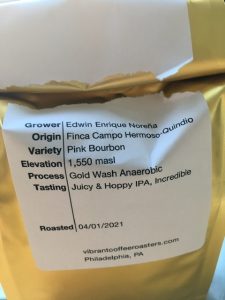 Grower Edwin Enrique Noreña
Origin Finca Campo Hermoso-Quindio
Variety Pink Bourbon
Elevation 1,550 masl
Process Gold Wash Anaerobic
Tasting Juicy & Hoppy IPA, Incredible
Roasted 04/01/2021
vibrantcoffeeroasters.com
Philadelphia, PA